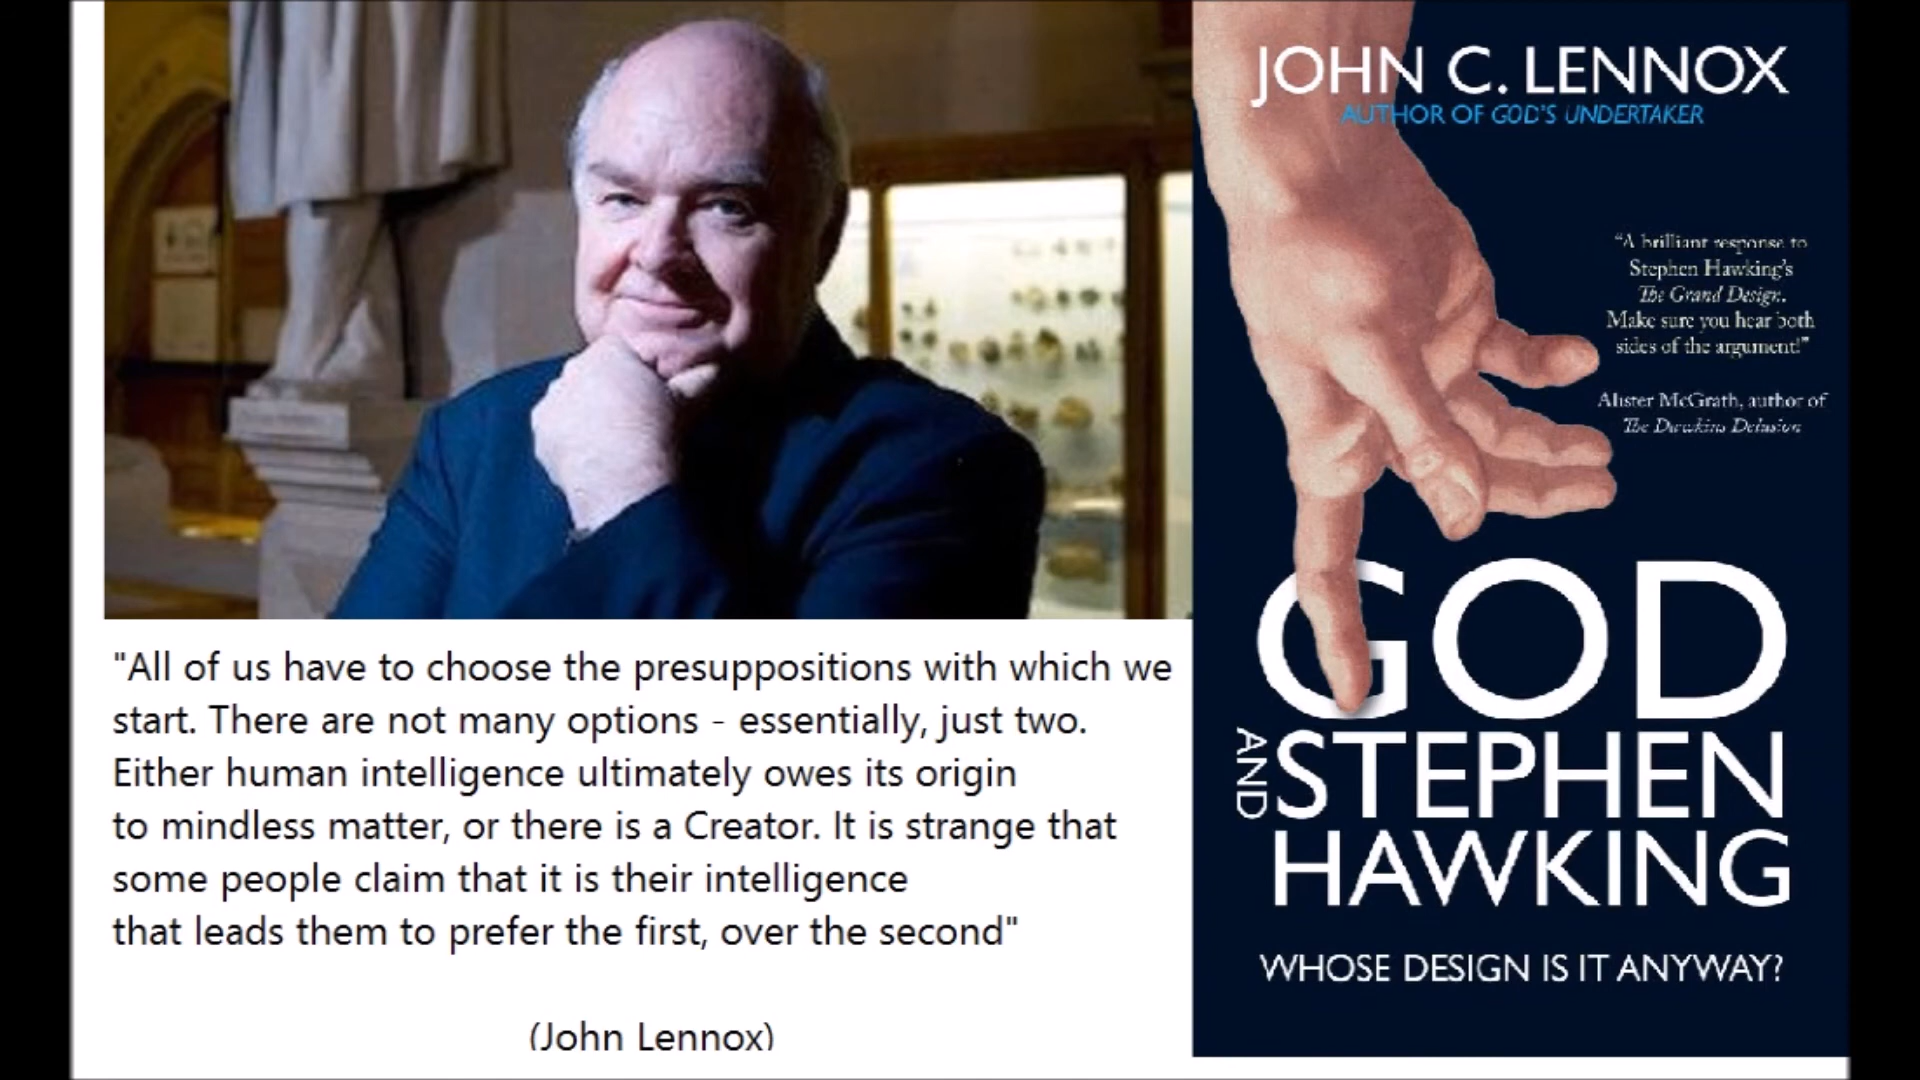 "All of us have to choose the presuppositions with which we
start. There are not many options - essentially, just two.
Either human intelligence ultimately owes its origin
to mindless matter, or there is a Creator. It is strange that
some people claim that it is their intelligence
that leads them to prefer the first, over the second"
(John Lennox)
JOHN C. LENNOX
AUTHOR OF GOD'S UNDERTAKER
“A brilliant response to
Stephen Hawking's
The Grand Design.
Make sure you hear both
sides of the argument!”
Alister McGrath, author of
The Dawkins Delusion
GOD
AND
STEPHEN
HAWKING
WHOSE DESIGN IS IT ANYWAY?